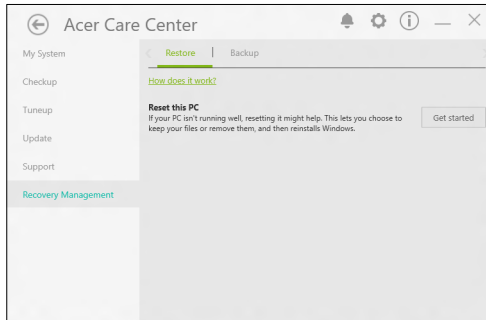 Acer Care Center
My System
Checkup
Tuneup
Update
Support
Recovery Management
Restore
Backup
How does it work?
Reset this PC
If your PC isn't running well, resetting it might help. This lets you choose to
keep your files or remove them, and then reinstalls Windows.
Get started